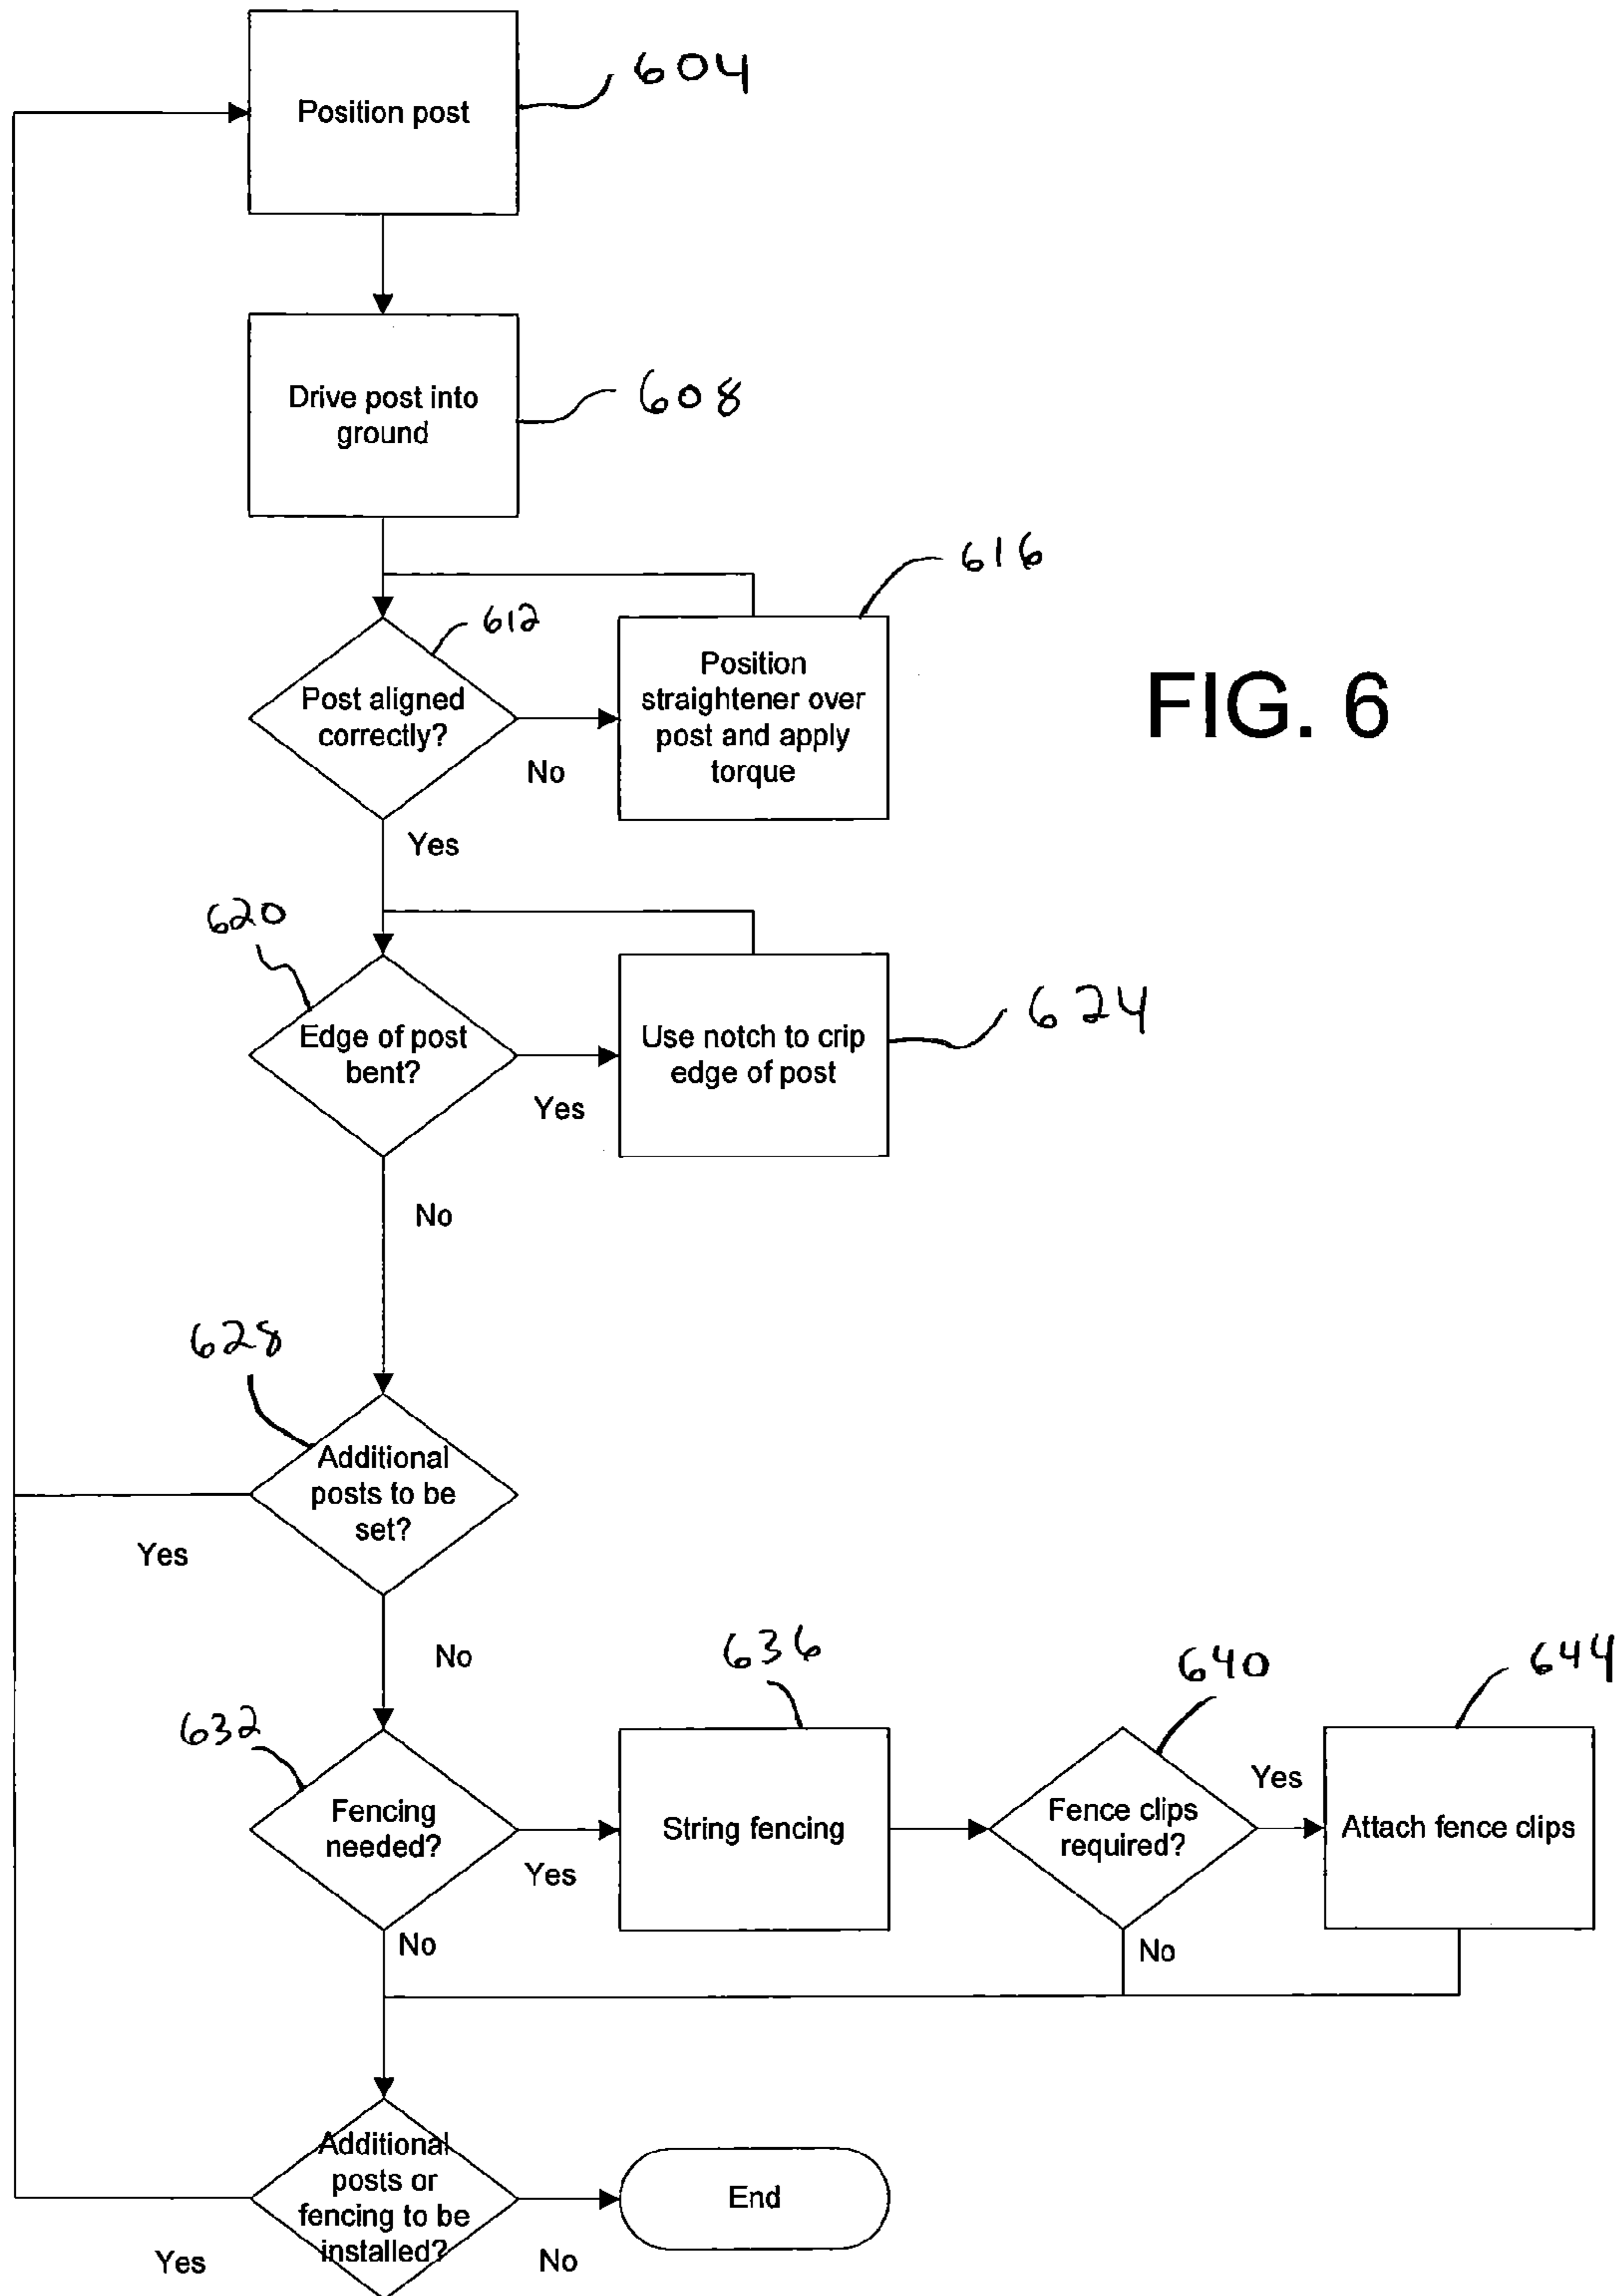 604
Position post
Drive post into
ground
608
616
612
Post aligned
correctly?
No
Position
straightener over
post and apply
torque
FIG. 6
Yes
620
Edge of post
bent?
Yes
Use notch to crip
edge of post
624
No
628
Additional
posts to be
set?
Yes
No
632
Fencing
needed?
Yes
636
String fencing
640
Fence clips
required?
Yes
644
Attach fence clips
No
No
Additional
posts or
fencing to be
installed?
Yes
No
End